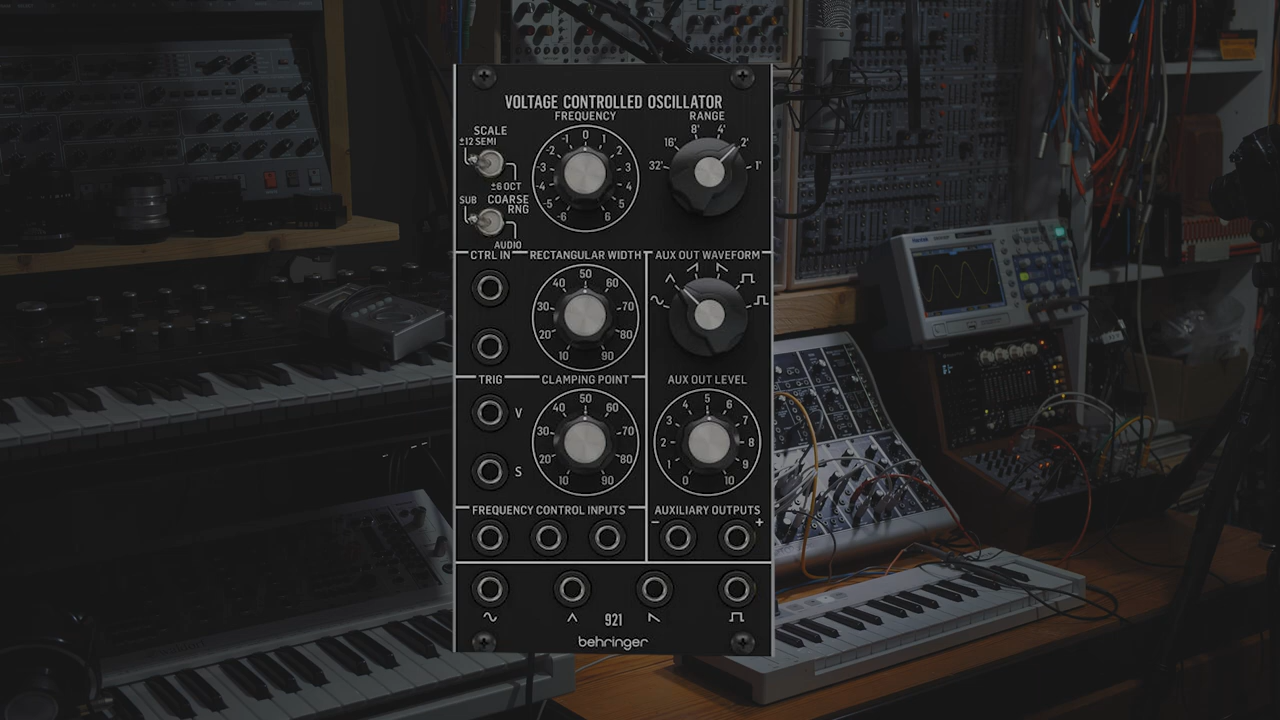 VOLTAGE CONTROLLED OSCILLATOR
FREQUENCY
RANGE
SCALE
±12 SEMI
±6 OCT
SUB
COARSE
RNG
AUDIO
-6 -5 -4 -3 -2 -1 0 1 2 3 4 5 6
32' 16' 8' 4' 2' 1'
CTRL IN
RECTANGULAR WIDTH
AUX OUT WAVEFORM
10 20 30 40 50 60 70 80 90
TRIG
CLAMPING POINT
AUX OUT LEVEL
V
S
10 20 30 40 50 60 70 80 90
0 1 2 3 4 5 6 7 8 9 10
FREQUENCY CONTROL INPUTS
AUXILIARY OUTPUTS
− +
921
behringer